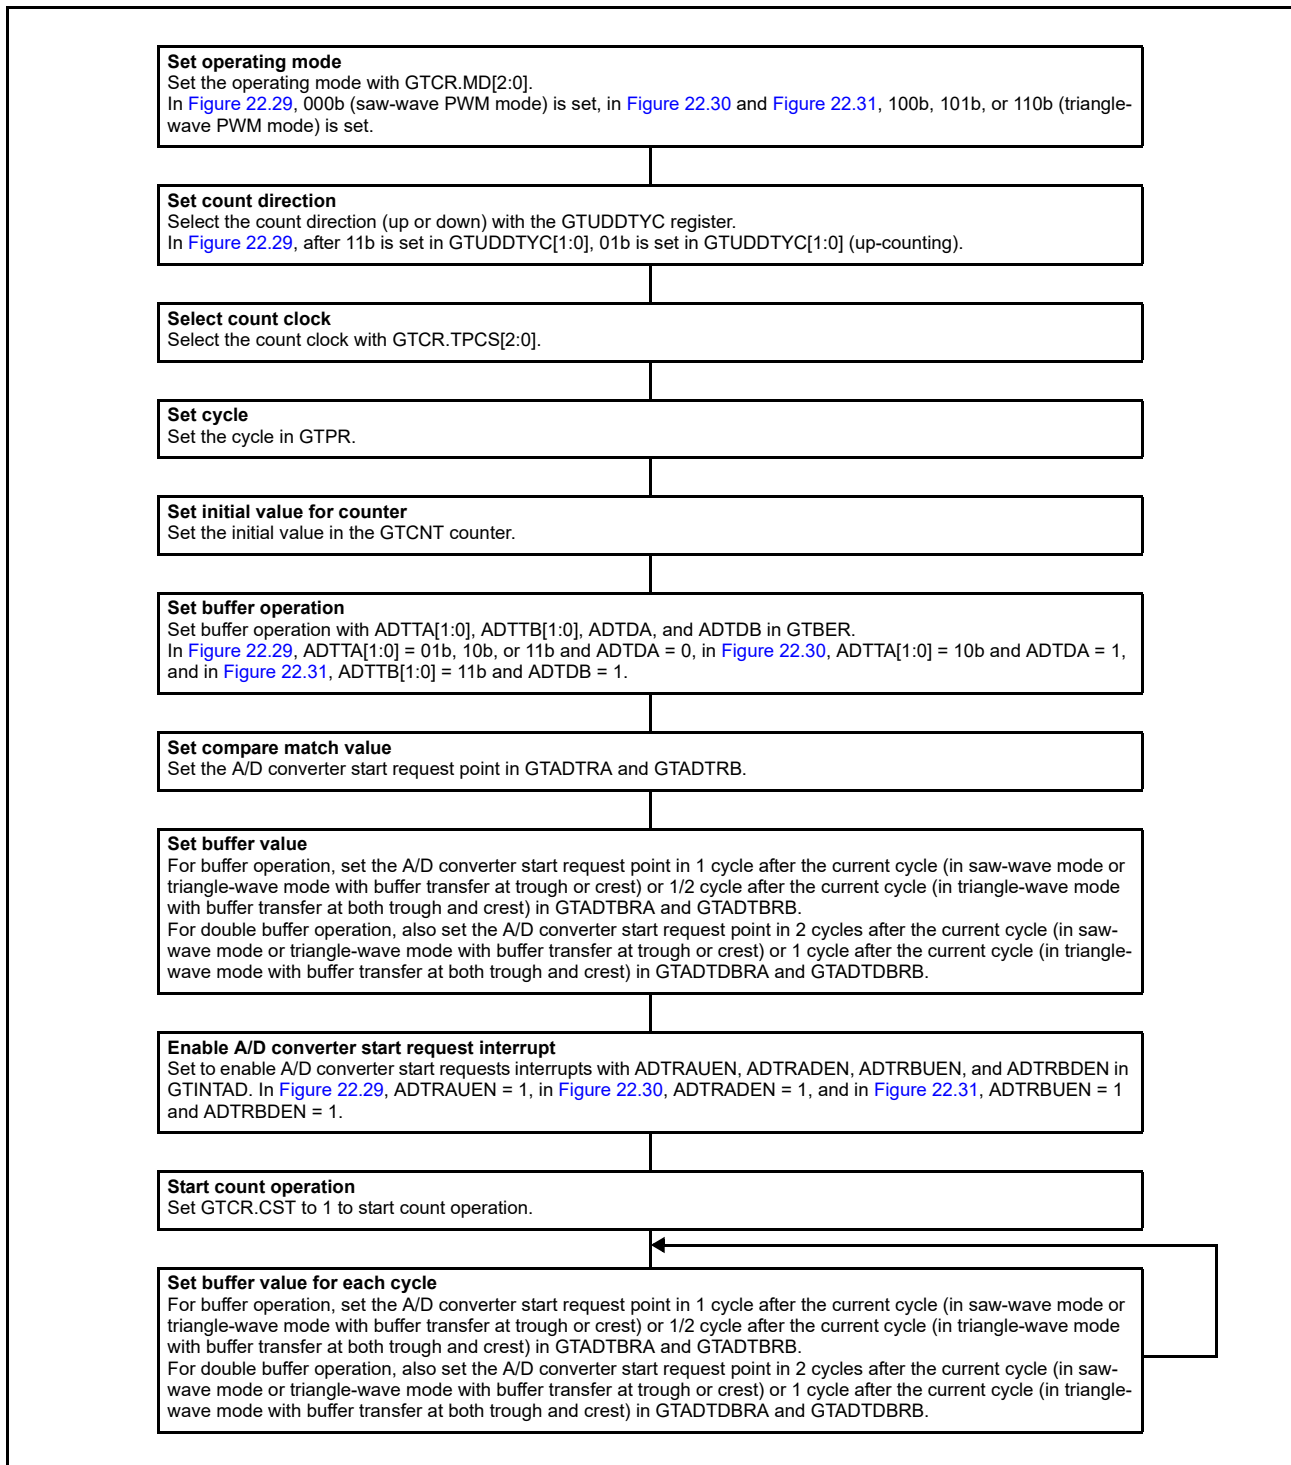 Set operating mode
Set the operating mode with GTCR.MD[2:0].
In Figure 22.29, 000b (saw-wave PWM mode) is set, in Figure 22.30 and Figure 22.31, 100b, 101b, or 110b (triangle-
wave PWM mode) is set.
Set count direction
Select the count direction (up or down) with the GTUDDTYC register.
In Figure 22.29, after 11b is set in GTUDDTYC[1:0], 01b is set in GTUDDTYC[1:0] (up-counting).
Select count clock
Select the count clock with GTCR.TPCS[2:0].
Set cycle
Set the cycle in GTPR.
Set initial value for counter
Set the initial value in the GTCNT counter.
Set buffer operation
Set buffer operation with ADTTA[1:0], ADTTB[1:0], ADTDA, and ADTDB in GTBER.
In Figure 22.29, ADTTA[1:0] = 01b, 10b, or 11b and ADTDA = 0, in Figure 22.30, ADTTA[1:0] = 10b and ADTDA = 1,
and in Figure 22.31, ADTTB[1:0] = 11b and ADTDB = 1.
Set compare match value
Set the A/D converter start request point in GTADTRA and GTADTRB.
Set buffer value
For buffer operation, set the A/D converter start request point in 1 cycle after the current cycle (in saw-wave mode or
triangle-wave mode with buffer transfer at trough or crest) or 1/2 cycle after the current cycle (in triangle-wave mode
with buffer transfer at both trough and crest) in GTADTBRA and GTADTBRB.
For double buffer operation, also set the A/D converter start request point in 2 cycles after the current cycle (in saw-
wave mode or triangle-wave mode with buffer transfer at trough or crest) or 1 cycle after the current cycle (in triangle-
wave mode with buffer transfer at both trough and crest) in GTADTDBRA and GTADTDBRB.
Enable A/D converter start request interrupt
Set to enable A/D converter start requests interrupts with ADTRAUEN, ADTRADEN, ADTRBUEN, and ADTRBDEN in
GTINTAD. In Figure 22.29, ADTRAUEN = 1, in Figure 22.30, ADTRADEN = 1, and in Figure 22.31, ADTRBUEN = 1
and ADTRBDEN = 1.
Start count operation
Set GTCR.CST to 1 to start count operation.
Set buffer value for each cycle
For buffer operation, set the A/D converter start request point in 1 cycle after the current cycle (in saw-wave mode or
triangle-wave mode with buffer transfer at trough or crest) or 1/2 cycle after the current cycle (in triangle-wave mode
with buffer transfer at both trough and crest) in GTADTBRA and GTADTBRB.
For double buffer operation, also set the A/D converter start request point in 2 cycles after the current cycle (in saw-
wave mode or triangle-wave mode with buffer transfer at trough or crest) or 1 cycle after the current cycle (in triangle-
wave mode with buffer transfer at both trough and crest) in GTADTDBRA and GTADTDBRB.